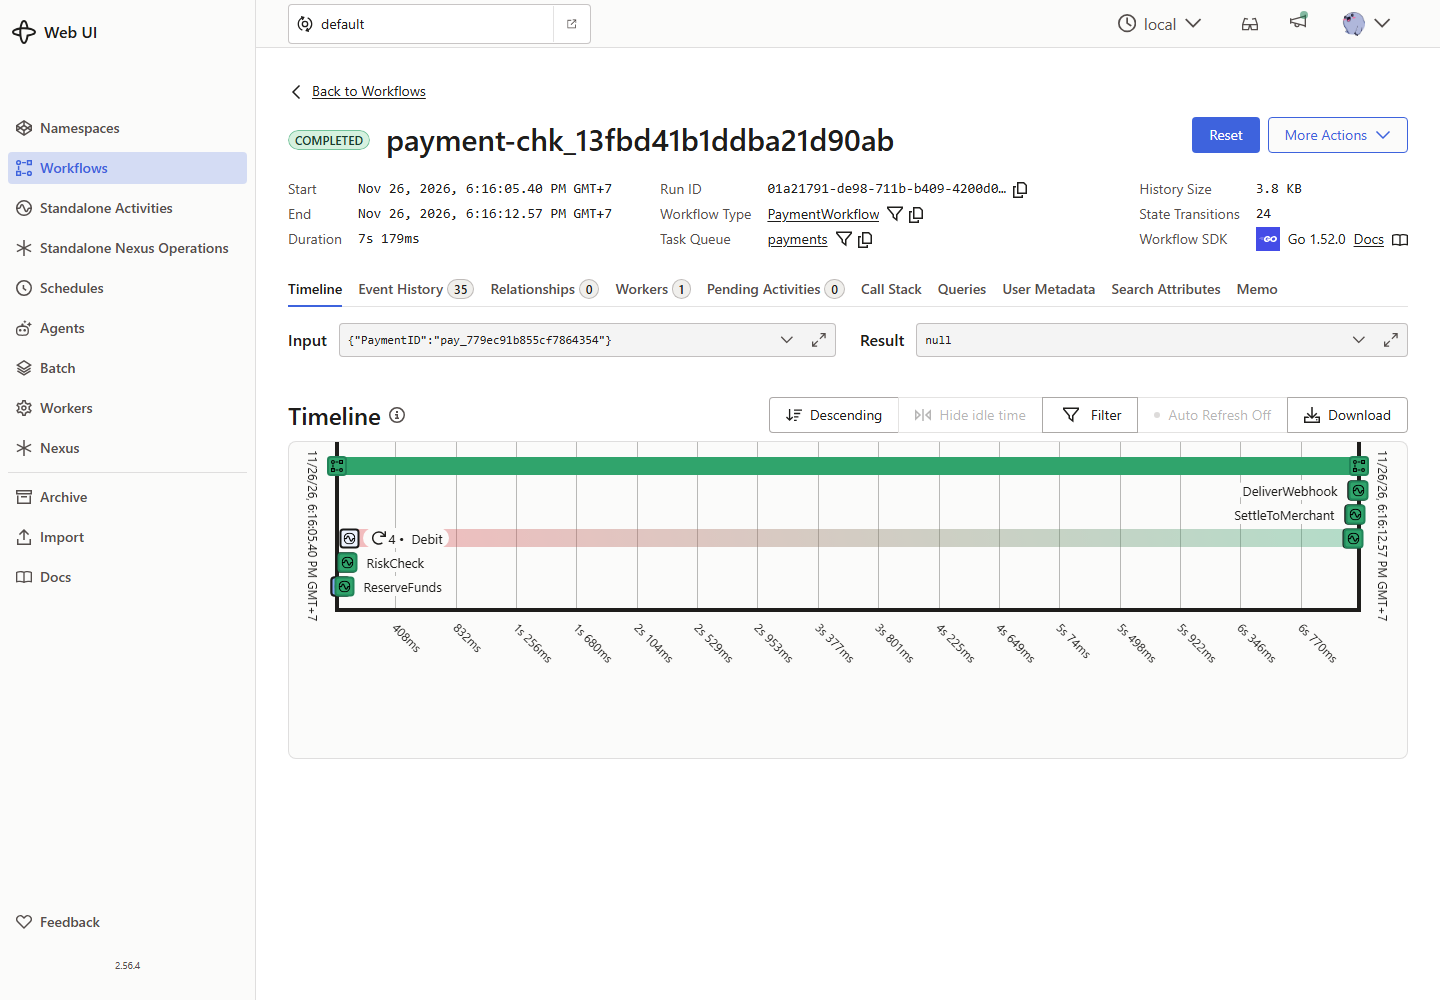 Web UI
default
local
Namespaces
Workflows
Standalone Activities
Standalone Nexus Operations
Schedules
Agents
Batch
Workers
Nexus
Archive
Import
Docs
Feedback
2.56.4
Back to Workflows
COMPLETED
payment-chk_13fbd41b1ddba21d90ab
Reset
More Actions
Start Nov 26, 2026, 6:16:05.40 PM GMT+7
End Nov 26, 2026, 6:16:12.57 PM GMT+7
Duration 7s 179ms
Run ID 01a21791-de98-711b-b409-4200d0…
Workflow Type PaymentWorkflow
Task Queue payments
History Size 3.8 KB
State Transitions 24
Workflow SDK GO Go 1.52.0 Docs
Timeline Event History 35 Relationships 0 Workers 1 Pending Activities 0 Call Stack Queries User Metadata Search Attributes Memo
Input {"PaymentID":"pay_779ec91b855cf7864354"}
Result null
Timeline
Descending Hide idle time Filter Auto Refresh Off Download
11/26/26, 6:16:05.40 PM GMT+7
11/26/26, 6:16:12.57 PM GMT+7
DeliverWebhook
SettleToMerchant
4 • Debit
RiskCheck
ReserveFunds
408ms 832ms 1s 256ms 1s 680ms 2s 104ms 2s 529ms 2s 953ms 3s 377ms 3s 801ms 4s 225ms 4s 649ms 5s 74ms 5s 498ms 5s 922ms 6s 346ms 6s 770ms